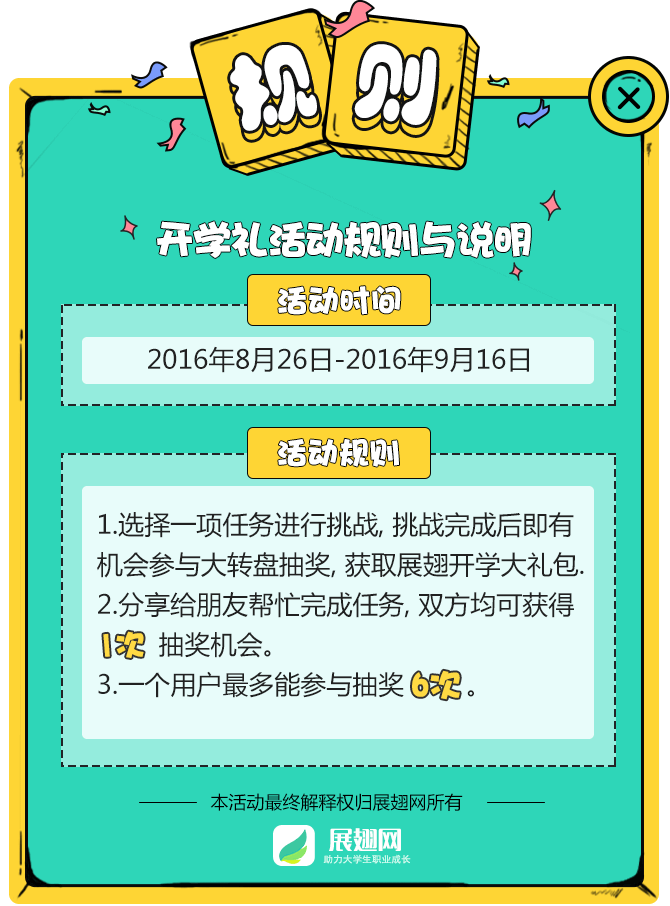 规则
开学礼活动规则与说明
活动时间
2016年8月26日-2016年9月16日
活动规则
1.选择一项任务进行挑战, 挑战完成后即有
机会参与大转盘抽奖, 获取展翅开学大礼包.
2.分享给朋友帮忙完成任务, 双方均可获得
1次 抽奖机会。
3.一个用户最多能参与抽奖 6次 。
本活动最终解释权归展翅网所有
展翅网
助力大学生职业成长